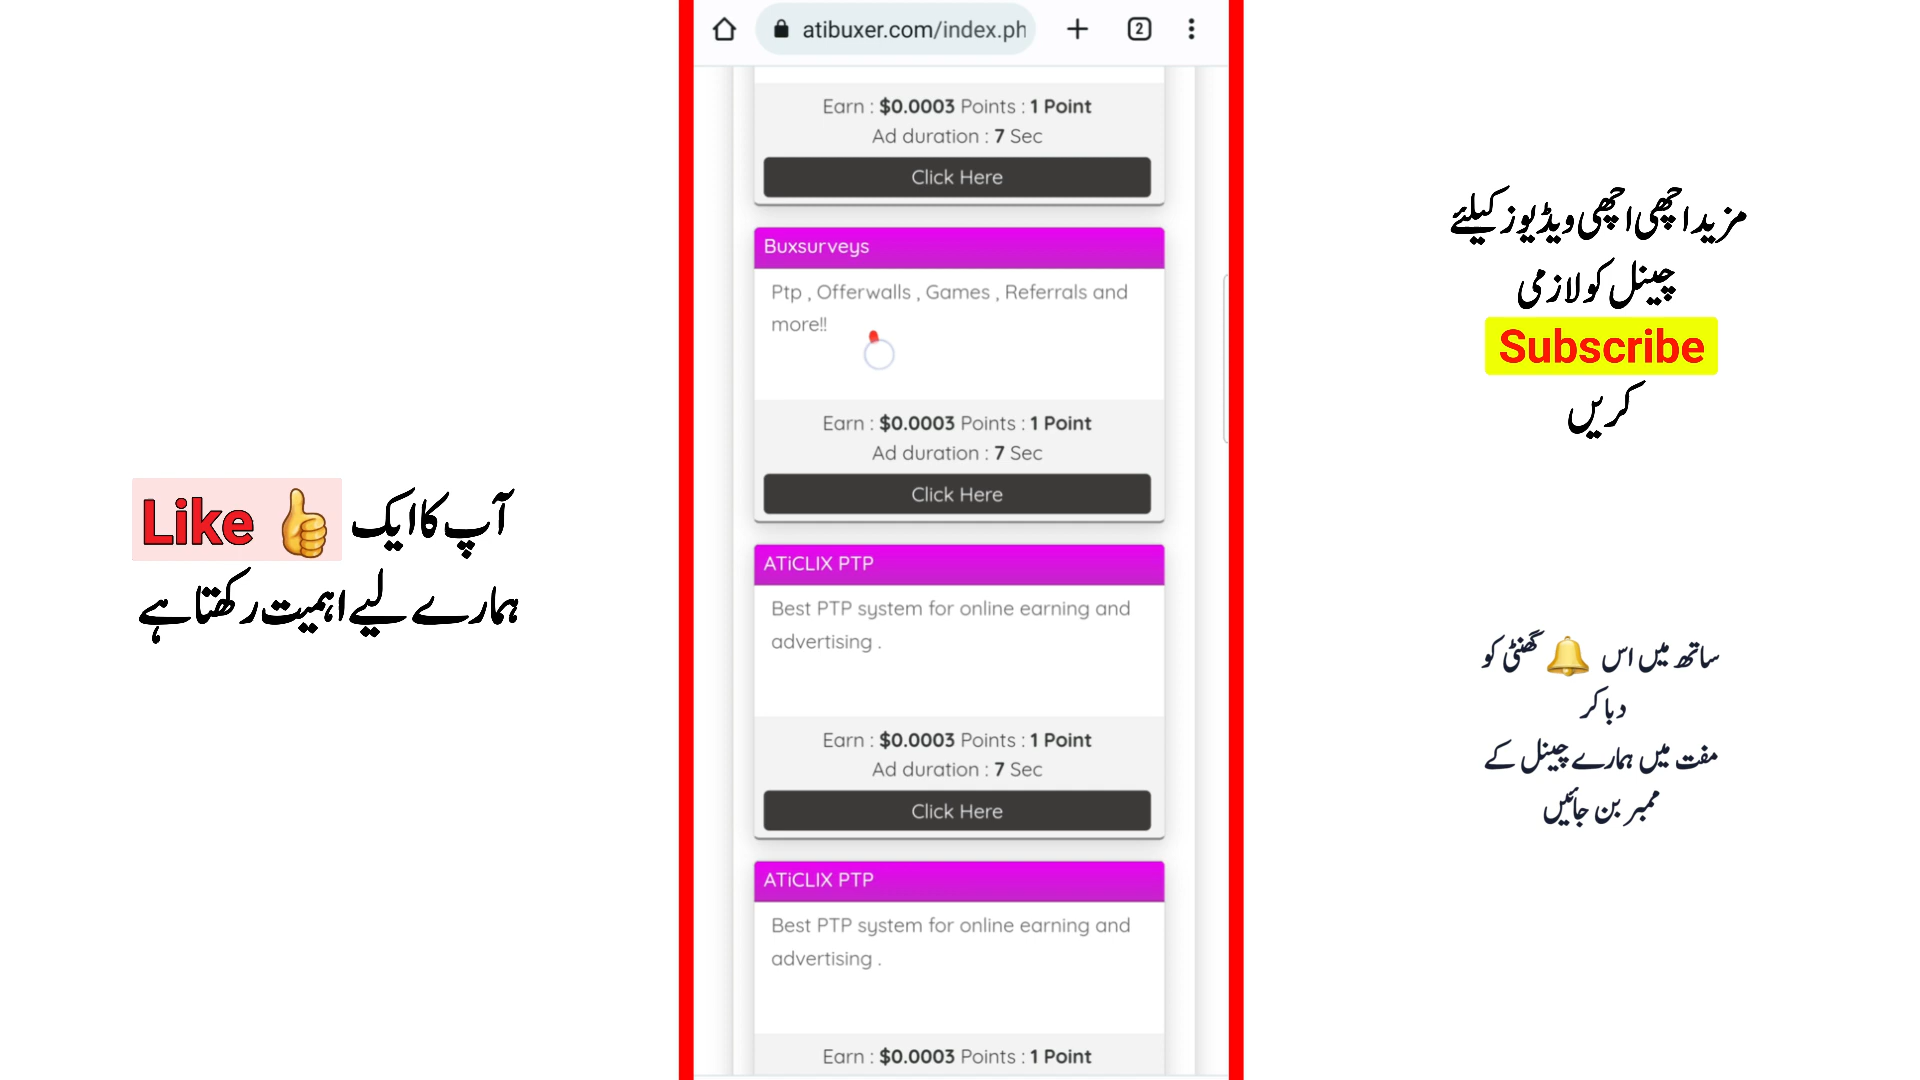 آپ کا ایک Like 👍
ہمارے لیے اہمیت رکھتا ہے
atibuxer.com/index.ph
2
Earn : $0.0003 Points : 1 Point
Ad duration : 7 Sec
Click Here
Buxsurveys
Ptp , Offerwalls , Games , Referrals and
more!!
Earn : $0.0003 Points : 1 Point
Ad duration : 7 Sec
Click Here
ATiCLIX PTP
Best PTP system for online earning and
advertising .
Earn : $0.0003 Points : 1 Point
Ad duration : 7 Sec
Click Here
ATiCLIX PTP
Best PTP system for online earning and
advertising .
Earn : $0.0003 Points : 1 Point
مزید اچھی اچھی ویڈیوز کیلئے
چینل کو لازمی
Subscribe
کریں
ساتھ میں اس 🔔 گھنٹی کو
دبا کر
مفت میں ہمارے چینل کے
ممبر بن جائیں